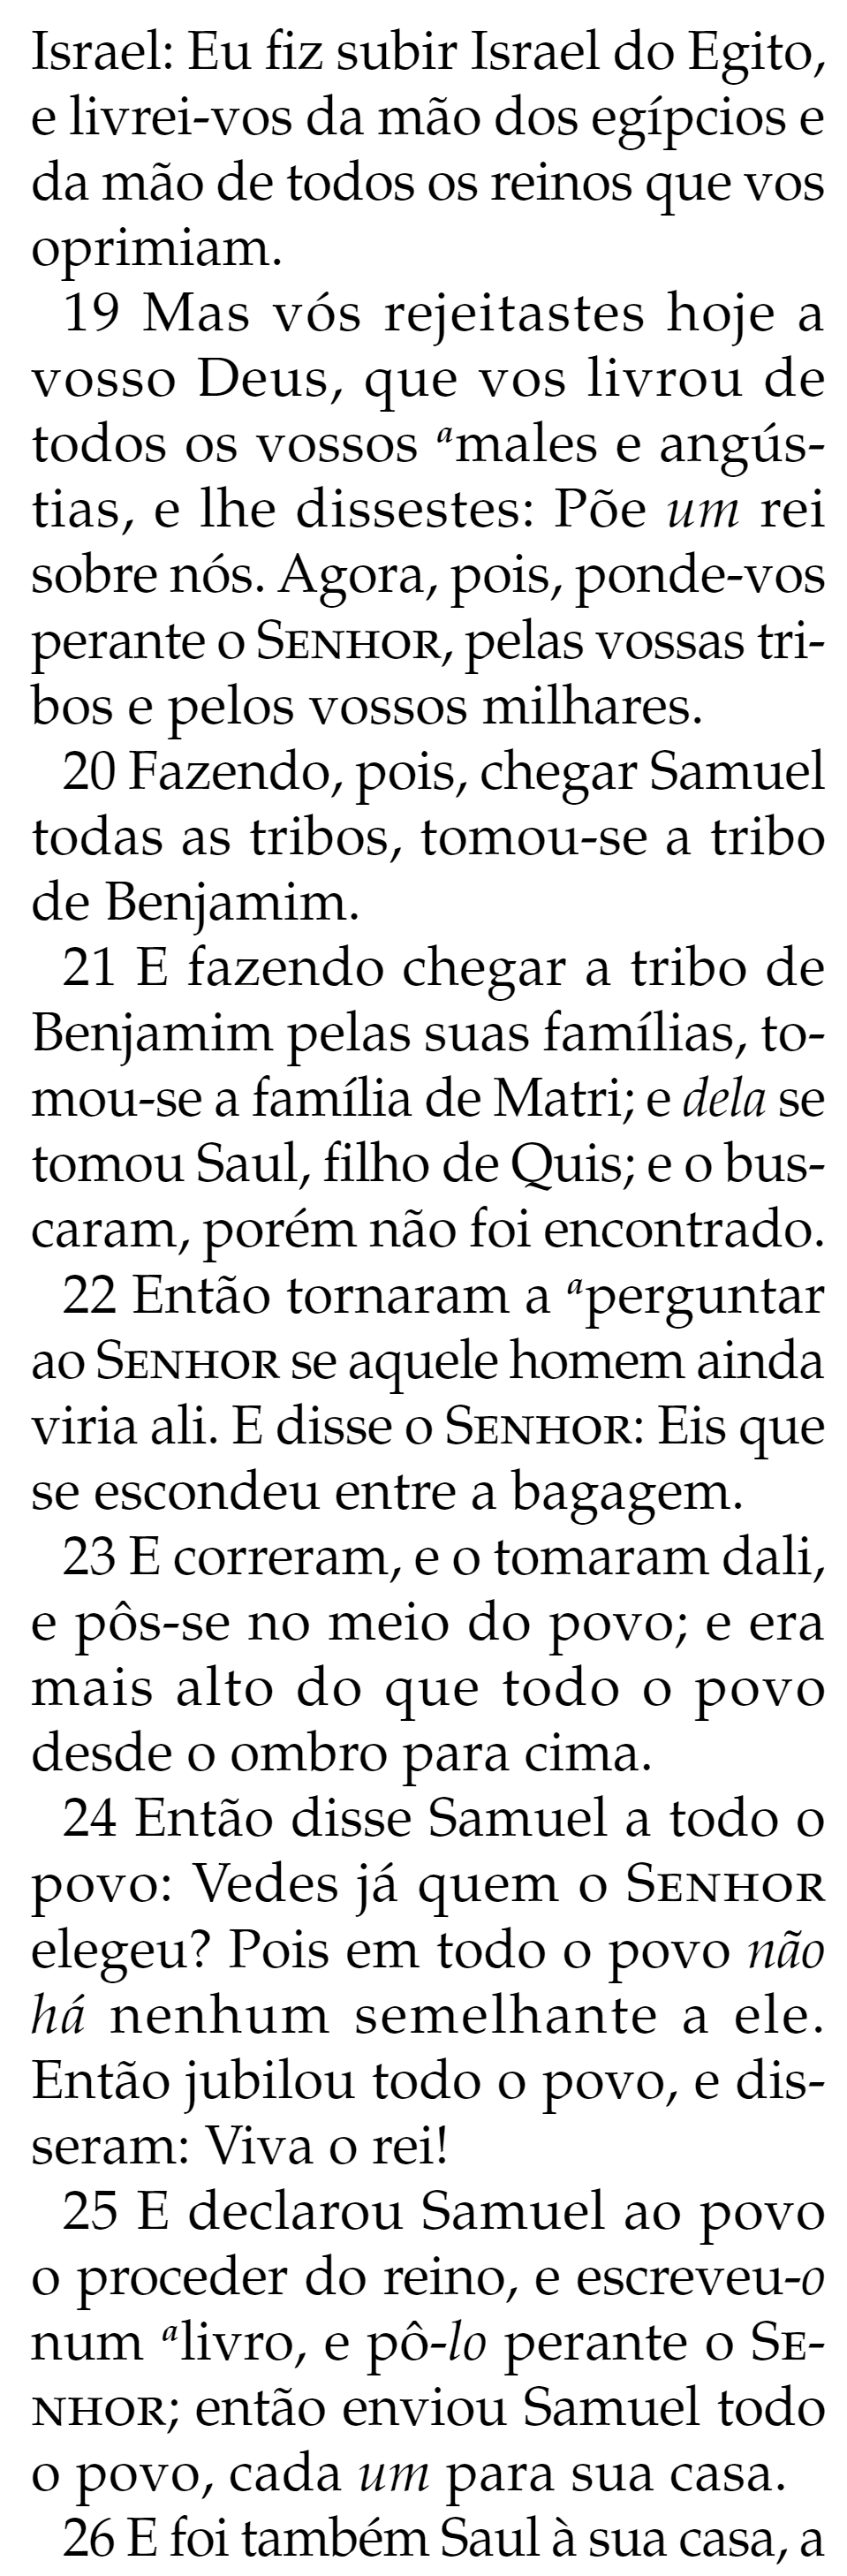 Israel: Eu fiz subir Israel do Egito,
e livrei-vos da mão dos egípcios e
da mão de todos os reinos que vos
oprimiam.
19 Mas vós rejeitastes hoje a
vosso Deus, que vos livrou de
todos os vossos ᵃmales e angús-
tias, e lhe dissestes: Põe um rei
sobre nós. Agora, pois, ponde-vos
perante o SENHOR, pelas vossas tri-
bos e pelos vossos milhares.
20 Fazendo, pois, chegar Samuel
todas as tribos, tomou-se a tribo
de Benjamim.
21 E fazendo chegar a tribo de
Benjamim pelas suas famílias, to-
mou-se a família de Matri; e dela se
tomou Saul, filho de Quis; e o bus-
caram, porém não foi encontrado.
22 Então tornaram a ᵃperguntar
ao SENHOR se aquele homem ainda
viria ali. E disse o SENHOR: Eis que
se escondeu entre a bagagem.
23 E correram, e o tomaram dali,
e pôs-se no meio do povo; e era
mais alto do que todo o povo
desde o ombro para cima.
24 Então disse Samuel a todo o
povo: Vedes já quem o SENHOR
elegeu? Pois em todo o povo não
há nenhum semelhante a ele.
Então jubilou todo o povo, e dis-
seram: Viva o rei!
25 E declarou Samuel ao povo
o proceder do reino, e escreveu-o
num ᵃlivro, e pô-lo perante o SE-
NHOR; então enviou Samuel todo
o povo, cada um para sua casa.
26 E foi também Saul à sua casa, a